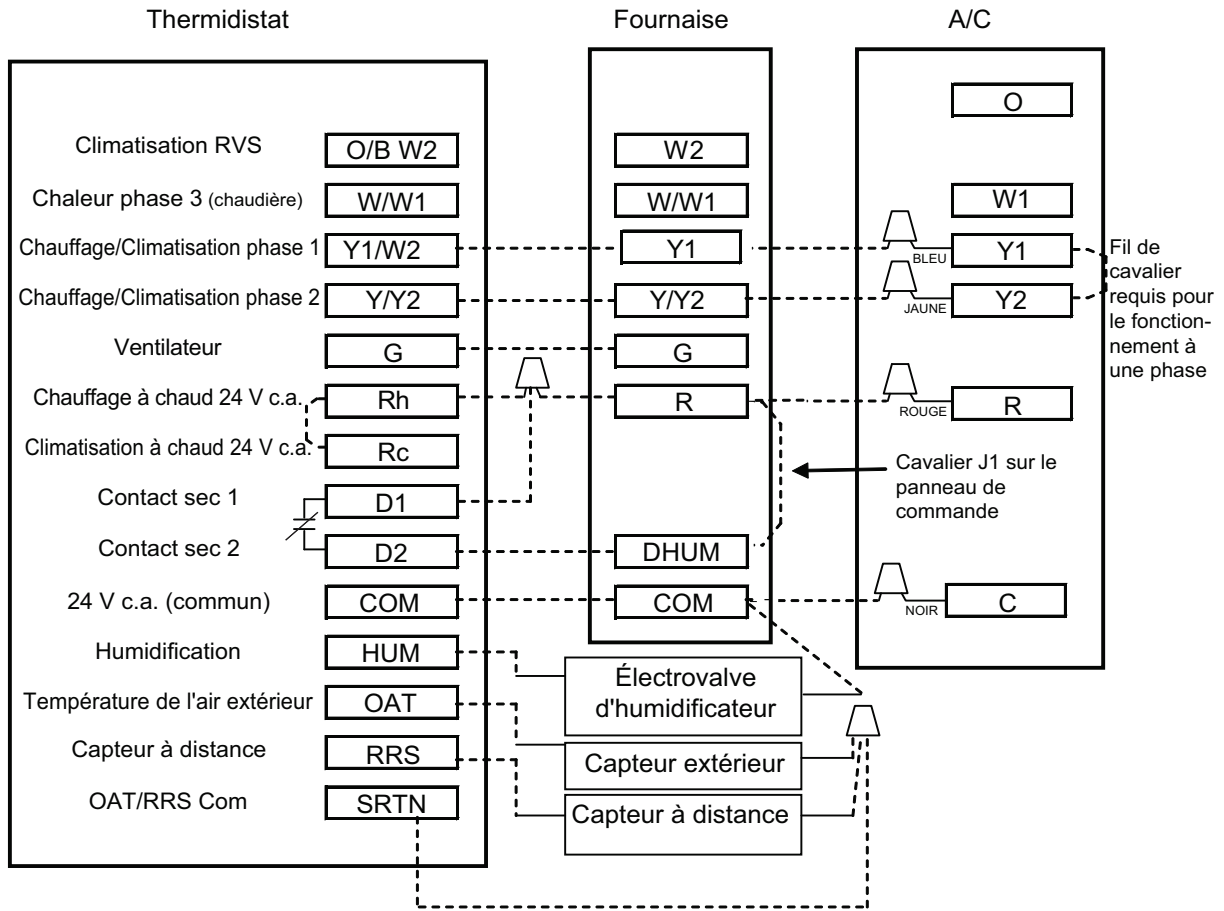 Thermidistat
Fournaise
A/C
O
Climatisation RVS
O/B W2
W2
Chaleur phase 3 (chaudière)
W/W1
W/W1
W1
Chauffage/Climatisation phase 1
Y1/W2
Y1
BLEU
Y1
Chauffage/Climatisation phase 2
Y/Y2
Y/Y2
JAUNE
Y2
Fil de
cavalier
requis pour
le fonction-
nement à
une phase
Ventilateur
G
G
Chauffage à chaud 24 V c.a.
Rh
R
ROUGE
R
Climatisation à chaud 24 V c.a.
Rc
Cavalier J1 sur le
panneau de
commande
Contact sec 1
D1
Contact sec 2
D2
DHUM
24 V c.a. (commun)
COM
COM
NOIR
C
Humidification
HUM
Électrovalve
d'humidificateur
Température de l'air extérieur
OAT
Capteur extérieur
Capteur à distance
RRS
Capteur à distance
OAT/RRS Com
SRTN